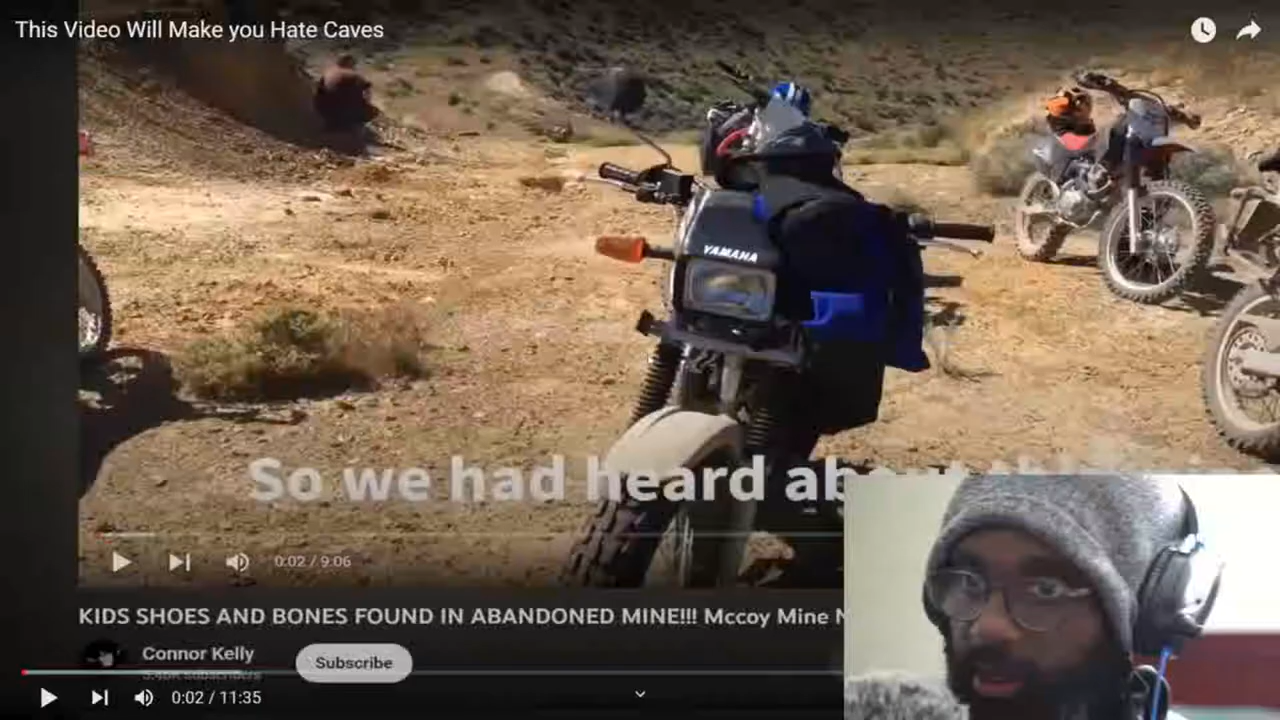 This Video Will Make you Hate Caves
YAMAHA
So we had heard
0:02 / 9:06
KIDS SHOES AND BONES FOUND IN ABANDONED MINE!!! Mccoy Mine
Connor Kelly
Subscribe
0:02 / 11:35